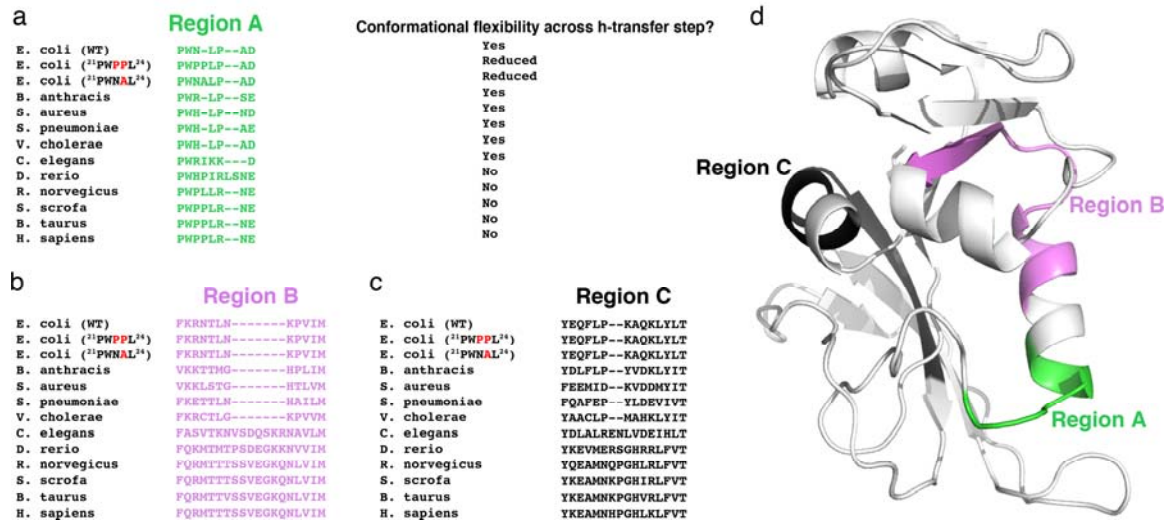 a
Region A
Conformational flexibility across h-transfer step?
E. coli (WT) PWN-LP--AD Yes
E. coli (²¹PWPPL²⁴) PWPPLP--AD Reduced
E. coli (²¹PWNAL²⁴) PWNALP--AD Reduced
B. anthracis PWR-LP--SE Yes
S. aureus PWH-LP--ND Yes
S. pneumoniae PWH-LP--AE Yes
V. cholerae PWH-LP--AD Yes
C. elegans PWRIKK---D Yes
D. rerio PWHPIRLSNE No
R. norvegicus PWPLLR--NE No
S. scrofa PWPPLR--NE No
B. taurus PWPPLR--NE No
H. sapiens PWPPLR--NE No
b
Region B
E. coli (WT) FKRNTLN-------KPVIM
E. coli (²¹PWPPL²⁴) FKRNTLN-------KPVIM
E. coli (²¹PWNAL²⁴) FKRNTLN-------KPVIM
B. anthracis VKKTTMG-------HPLIM
S. aureus VKKLSTG-------HTLVM
S. pneumoniae FKETTLN-------HAILM
V. cholerae FKRCTLG-------KPVVM
C. elegans FASVTKNVSDQSKRNAVLM
D. rerio FQKMTMTPSDEGKKNVVIM
R. norvegicus FQRMTTTSSVEGKQNLVIM
S. scrofa FQRMTTTSSVEGKQNLVIM
B. taurus FQRMTTVSSVEGKQNLVIM
H. sapiens FQRMTTTSSVEGKQNLVIM
c
Region C
E. coli (WT) YEQFLP--KAQKLYLT
E. coli (²¹PWPPL²⁴) YEQFLP--KAQKLYLT
E. coli (²¹PWNAL²⁴) YEQFLP--KAQKLYLT
B. anthracis YDLFLP--YVDKLYIT
S. aureus FEEMID--KVDDMYIT
S. pneumoniae FQAFEP--YLDEVIVT
V. cholerae YAACLP--MAHKLYIT
C. elegans YDLALRENLVDEIHLT
D. rerio YKEVMERSGHRRLFVT
R. norvegicus YQEAMNQPGHLRLFVT
S. scrofa YKEAMNKPGHIRLFVT
B. taurus YKEAMNKPGHVRLFVT
H. sapiens YKEAMNHPGHLKLFVT
d
Region C
Region B
Region A